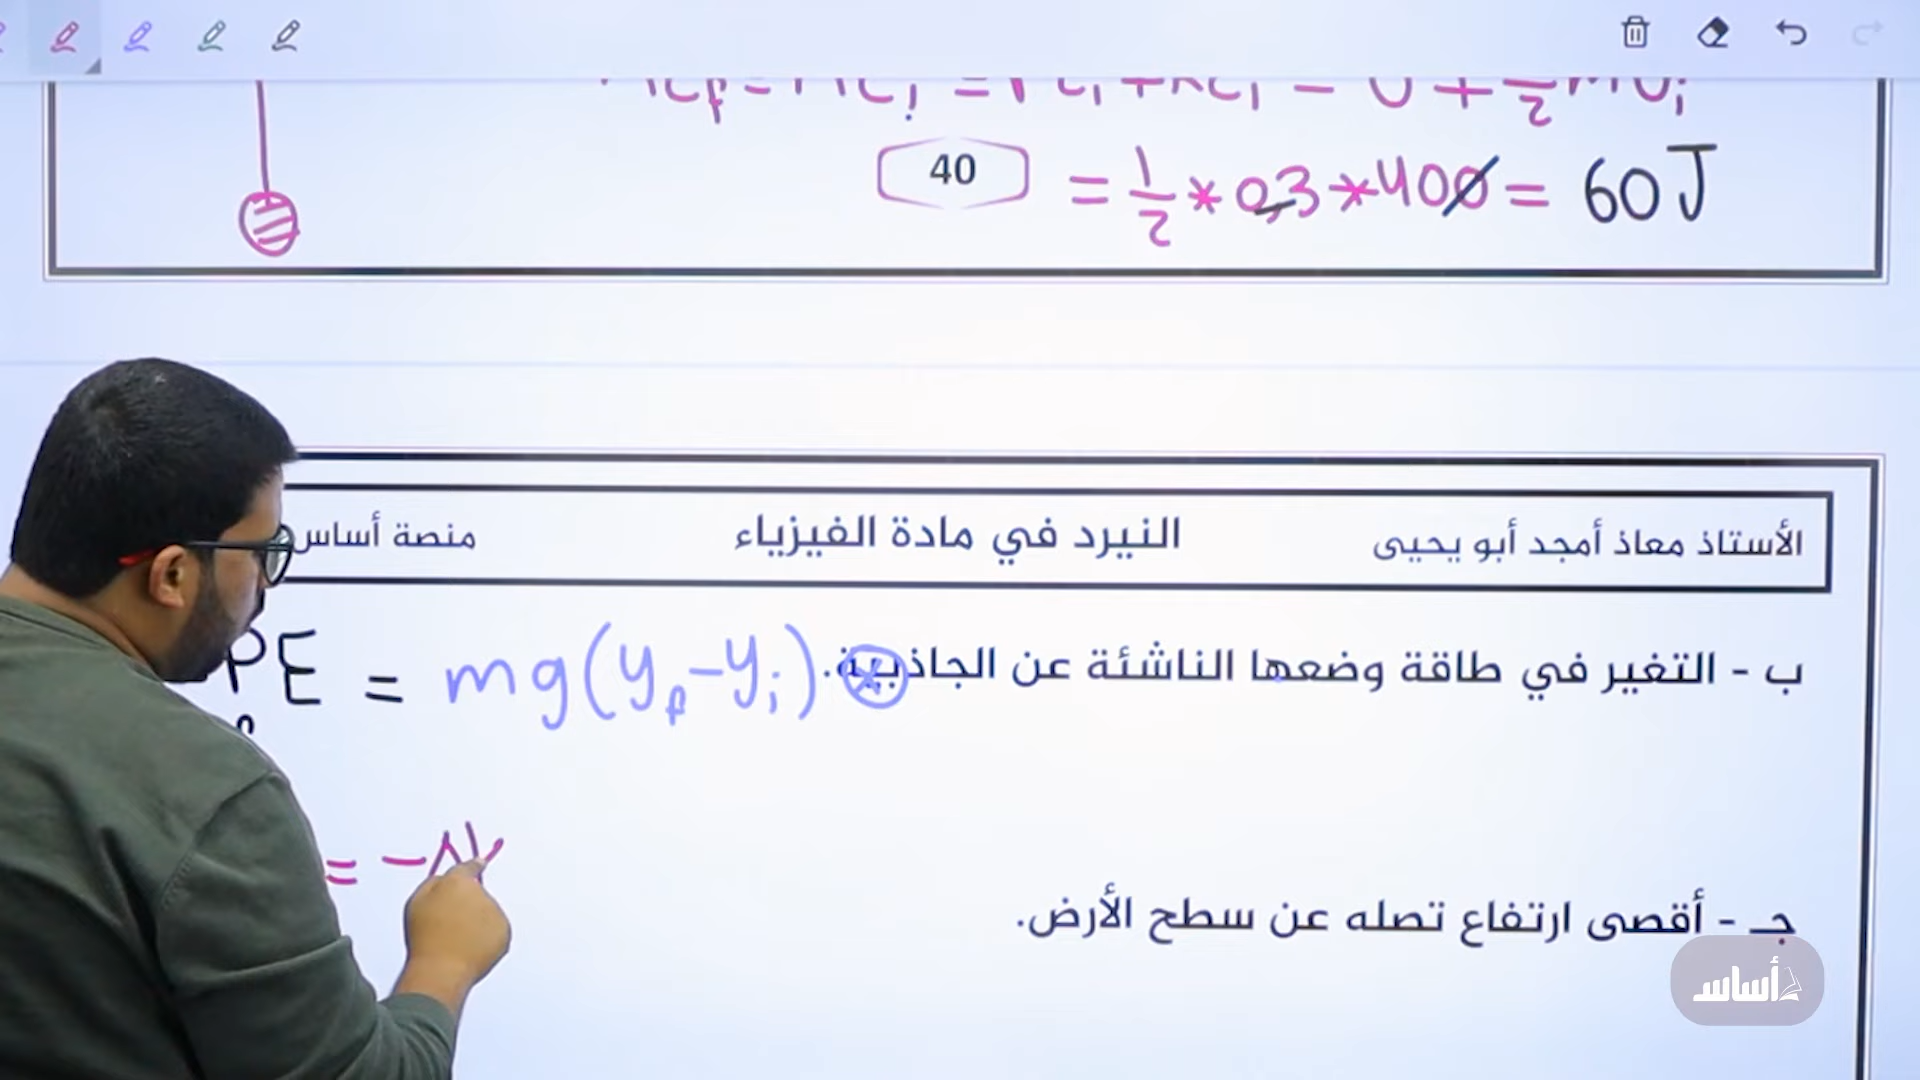 40
= 1/2 * 0,3 * 400 = 60 J
الأستاذ معاذ أمجد أبو يحيى
النيرد في مادة الفيزياء
منصة أساس
ب - التغير في طاقة وضعها الناشئة عن الجاذبية.
PE = mg(yf - yi)
= -Δ
جـ - أقصى ارتفاع تصله عن سطح الأرض.
أساس